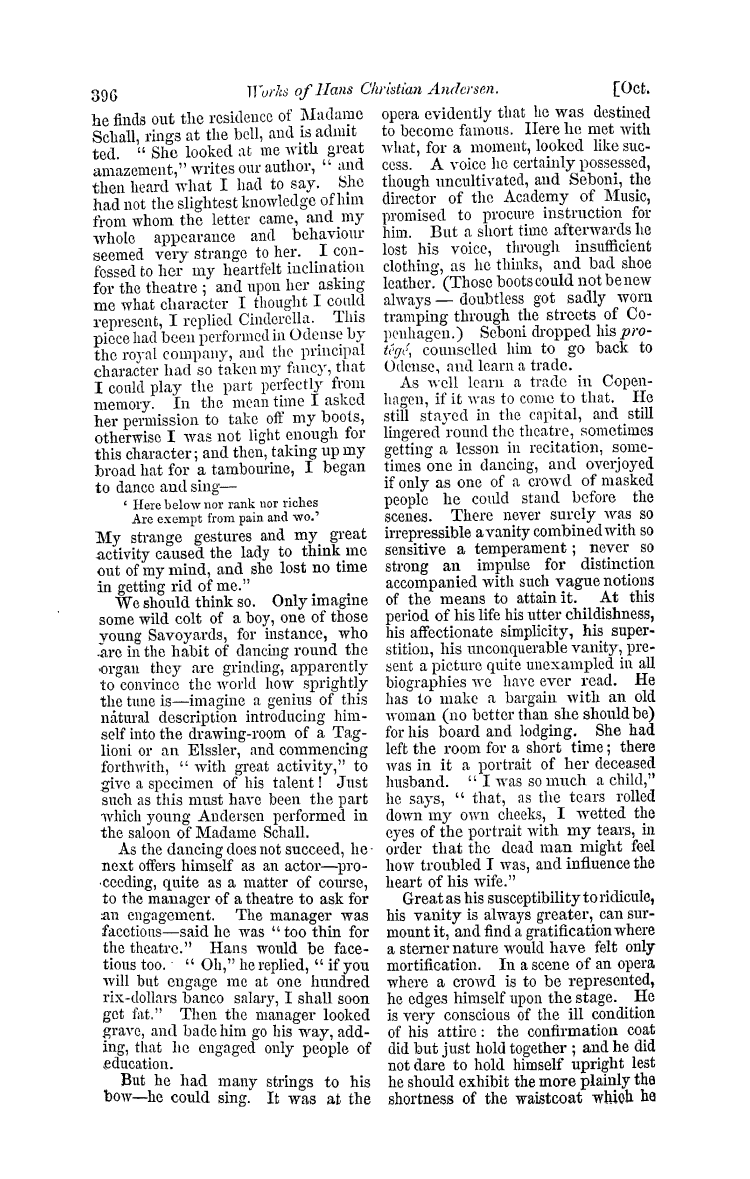 396
Works of Hans Christian Andersen.
[Oct.
he finds out the residence of Madame
Schall, rings at the bell, and is admit
ted. “ She looked at me with great
amazement,” writes our author, “ and
then heard what I had to say. She
had not the slightest knowledge of him
from whom the letter came, and my
whole appearance and behaviour
seemed very strange to her. I con-
fessed to her my heartfelt inclination
for the theatre ; and upon her asking
me what character I thought I could
represent, I replied Cinderella. This
piece had been performed in Odense by
the royal company, and the principal
character had so taken my fancy, that
I could play the part perfectly from
memory. In the mean time I asked
her permission to take off my boots,
otherwise I was not light enough for
this character; and then, taking up my
broad hat for a tambourine, I began
to dance and sing—
‘ Here below nor rank nor riches
Are exempt from pain and wo.’
My strange gestures and my great
activity caused the lady to think me
out of my mind, and she lost no time
in getting rid of me.”
We should think so. Only imagine
some wild colt of a boy, one of those
young Savoyards, for instance, who
are in the habit of dancing round the
organ they are grinding, apparently
to convince the world how sprightly
the tune is—imagine a genius of this
natural description introducing him-
self into the drawing-room of a Tag-
lioni or an Elssler, and commencing
forthwith, “ with great activity,” to
give a specimen of his talent! Just
such as this must have been the part
which young Andersen performed in
the saloon of Madame Schall.
As the dancing does not succeed, he
next offers himself as an actor—pro-
ceeding, quite as a matter of course,
to the manager of a theatre to ask for
an engagement. The manager was
facetious—said he was “ too thin for
the theatre.” Hans would be face-
tious too. “ Oh,” he replied, “ if you
will but engage me at one hundred
rix-dollars banco salary, I shall soon
get fat.” Then the manager looked
grave, and bade him go his way, add-
ing, that he engaged only people of
education.
But he had many strings to his
bow—he could sing. It was at the
opera evidently that he was destined
to become famous. Here he met with
what, for a moment, looked like suc-
cess. A voice he certainly possessed,
though uncultivated, and Seboni, the
director of the Academy of Music,
promised to procure instruction for
him. But a short time afterwards he
lost his voice, through insufficient
clothing, as he thinks, and bad shoe
leather. (Those boots could not be new
always — doubtless got sadly worn
tramping through the streets of Co-
penhagen.) Seboni dropped his pro-
tégé, counselled him to go back to
Odense, and learn a trade.
As well learn a trade in Copen-
hagen, if it was to come to that. He
still stayed in the capital, and still
lingered round the theatre, sometimes
getting a lesson in recitation, some-
times one in dancing, and overjoyed
if only as one of a crowd of masked
people he could stand before the
scenes. There never surely was so
irrepressible a vanity combined with so
sensitive a temperament ; never so
strong an impulse for distinction
accompanied with such vague notions
of the means to attain it. At this
period of his life his utter childishness,
his affectionate simplicity, his super-
stition, his unconquerable vanity, pre-
sent a picture quite unexampled in all
biographies we have ever read. He
has to make a bargain with an old
woman (no better than she should be)
for his board and lodging. She had
left the room for a short time; there
was in it a portrait of her deceased
husband. “ I was so much a child,”
he says, “ that, as the tears rolled
down my own cheeks, I wetted the
eyes of the portrait with my tears, in
order that the dead man might feel
how troubled I was, and influence the
heart of his wife.”
Great as his susceptibility to ridicule,
his vanity is always greater, can sur-
mount it, and find a gratification where
a sterner nature would have felt only
mortification. In a scene of an opera
where a crowd is to be represented,
he edges himself upon the stage. He
is very conscious of the ill condition
of his attire : the confirmation coat
did but just hold together ; and he did
not dare to hold himself upright lest
he should exhibit the more plainly the
shortness of the waistcoat which he